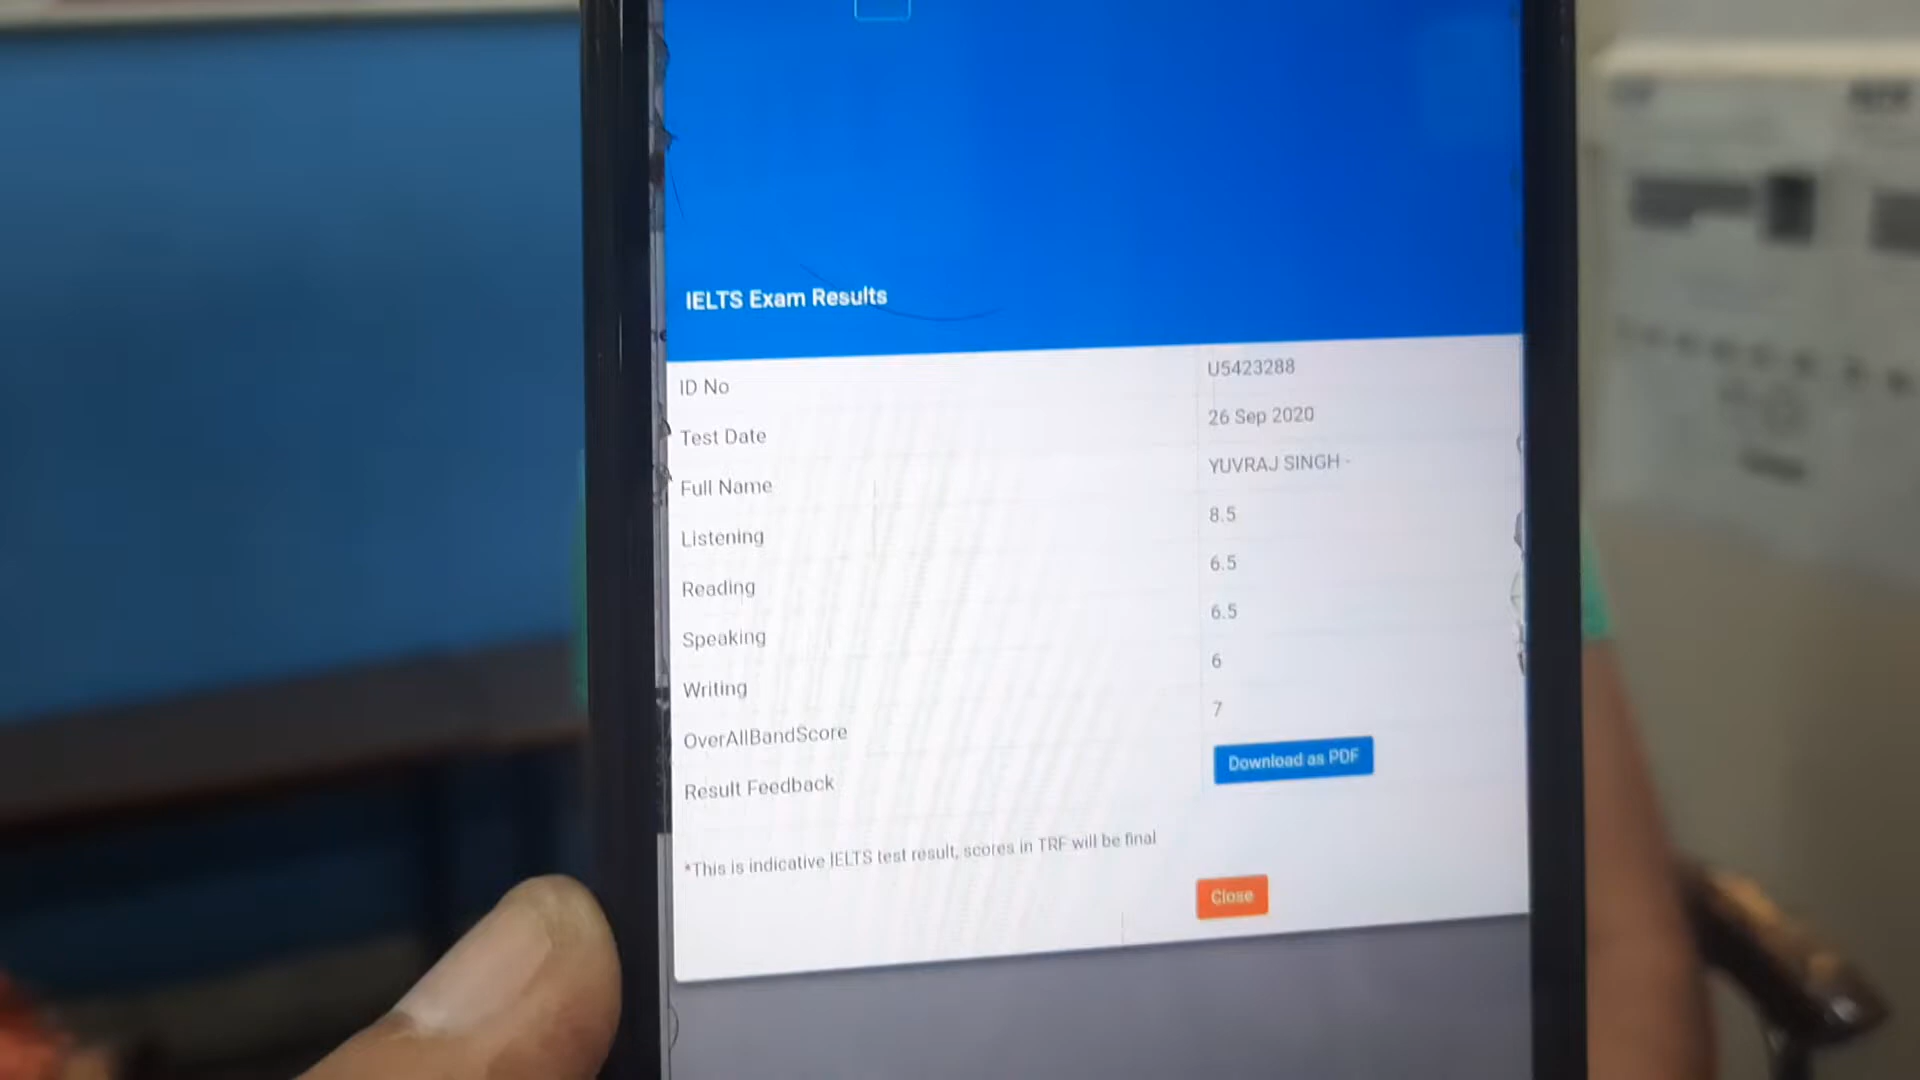 IELTS Exam Results
ID No U5423288
Test Date 26 Sep 2020
Full Name YUVRAJ SINGH -
Listening 8.5
Reading 6.5
Speaking 6.5
Writing 6
OverAllBandScore 7
Result Feedback Download as PDF
*This is indicative IELTS test result, scores in TRF will be final
Close